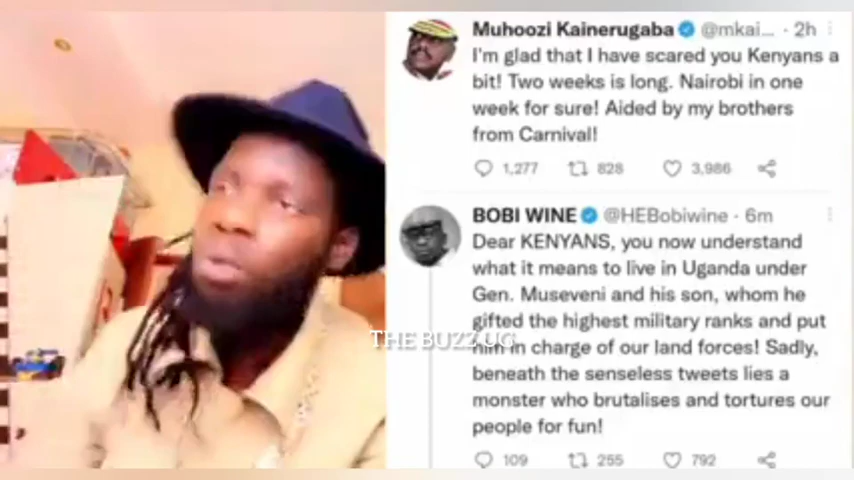 Muhoozi Kainerugaba @mkai... · 2h
I'm glad that I have scared you Kenyans a
bit! Two weeks is long. Nairobi in one
week for sure! Aided by my brothers
from Carnival!
1,277 828 3,986
BOBI WINE @HEBobiwine · 6m
Dear KENYANS, you now understand
what it means to live in Uganda under
Gen. Museveni and his son, whom he
gifted the highest military ranks and put
him in charge of our land forces! Sadly,
beneath the senseless tweets lies a
monster who brutalises and tortures our
people for fun!
109 255 792
THE BUZZ UG